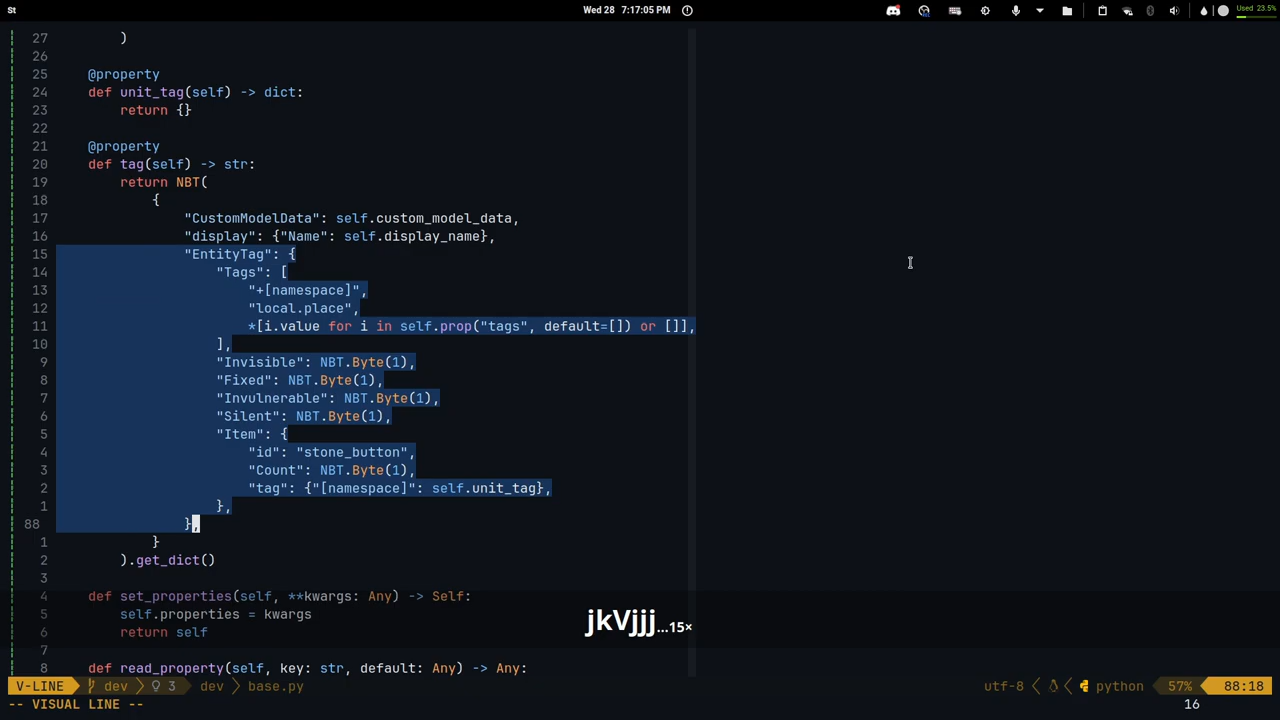 St Wed 28 7:17:05 PM Used 23.5%
27 )
26
25 @property
24 def unit_tag(self) -> dict:
23 return {}
22
21 @property
20 def tag(self) -> str:
19 return NBT(
18 {
17 "CustomModelData": self.custom_model_data,
16 "display": {"Name": self.display_name},
15 "EntityTag": {
14 "Tags": [
13 "+[namespace]",
12 "local.place",
11 *[i.value for i in self.prop("tags", default=[]) or []],
10 ],
9 "Invisible": NBT.Byte(1),
8 "Fixed": NBT.Byte(1),
7 "Invulnerable": NBT.Byte(1),
6 "Silent": NBT.Byte(1),
5 "Item": {
4 "id": "stone_button",
3 "Count": NBT.Byte(1),
2 "tag": {"[namespace]": self.unit_tag},
1 },
88 },
1 }
2 ).get_dict()
3
4 def set_properties(self, **kwargs: Any) -> Self:
5 self.properties = kwargs
6 return self
7
8 def read_property(self, key: str, default: Any) -> Any:
jkVjjj...15×
V-LINE dev 3 dev base.py utf-8 python 57% 88:18
-- VISUAL LINE -- 16